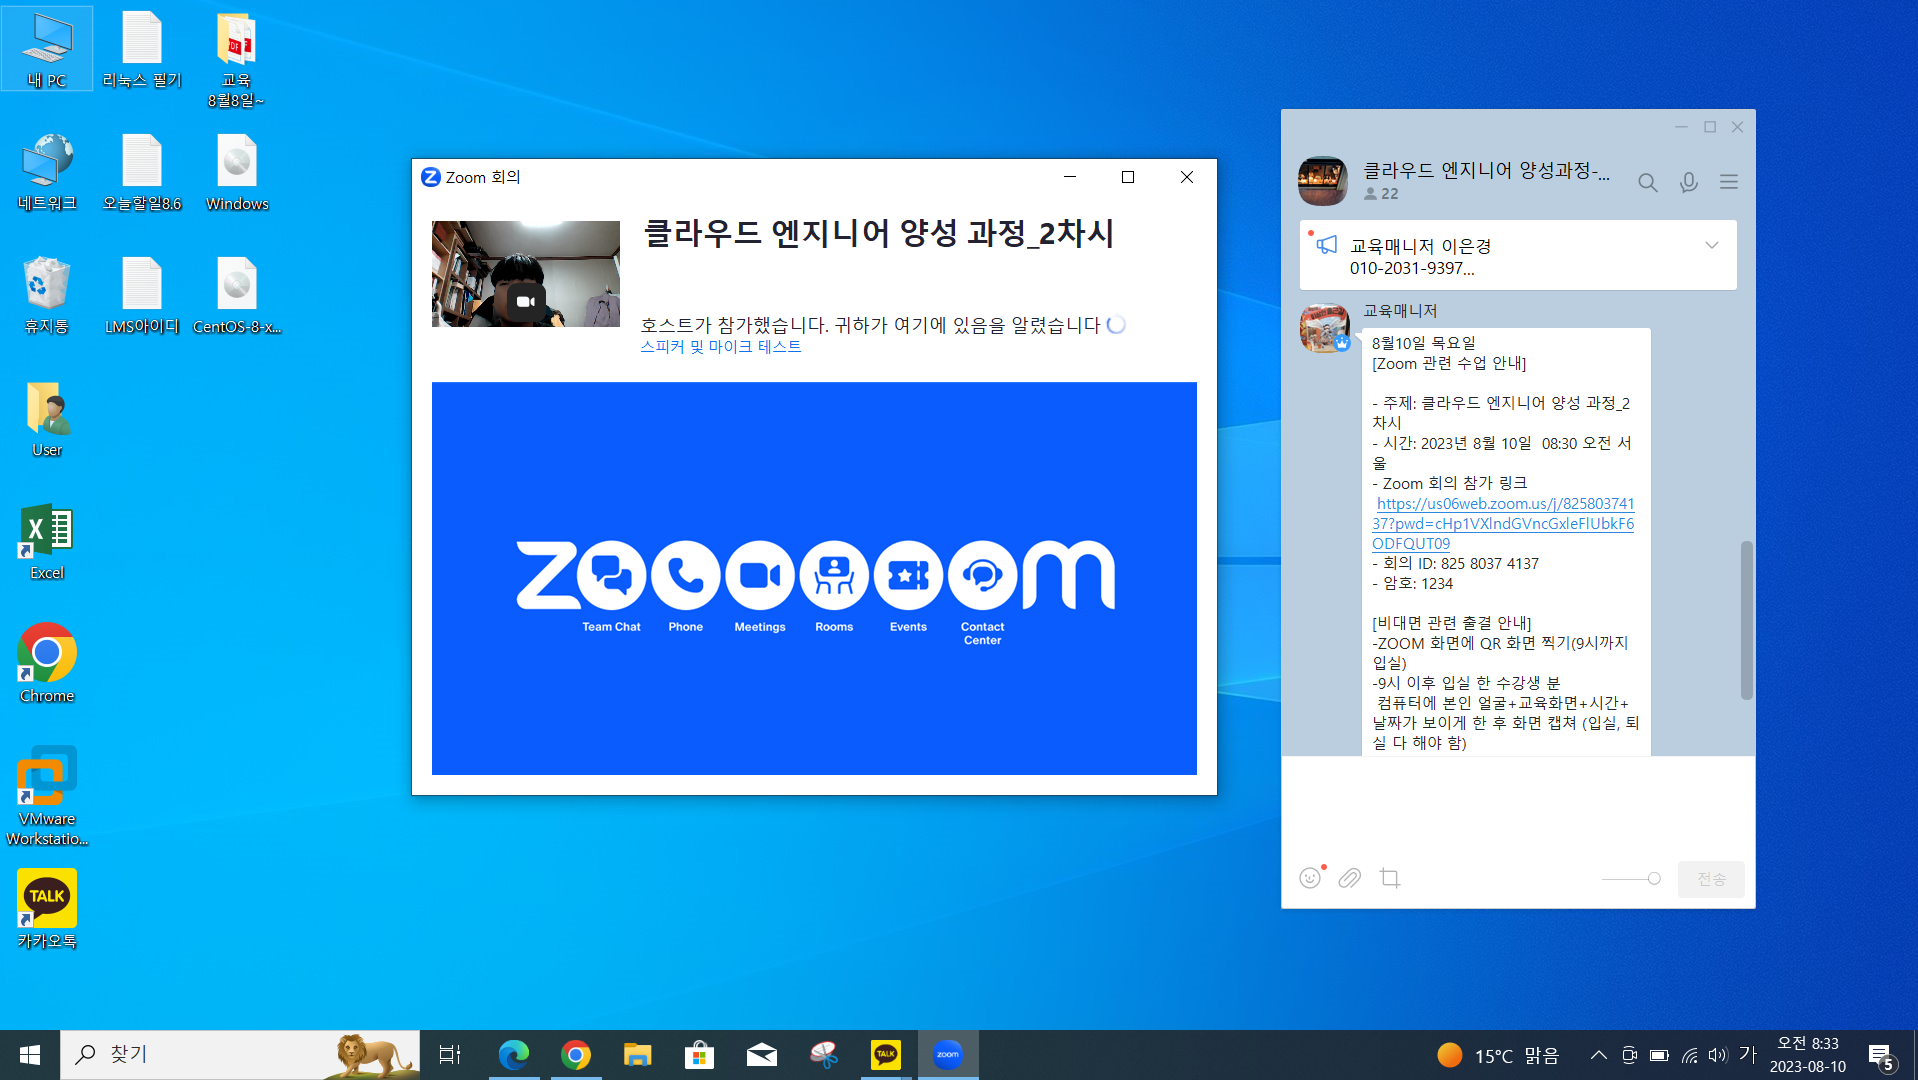 내 PC
리눅스 필기
교육
8월8일~
네트워크
오늘할일8.6
Windows
휴지통
LMS아이디
CentOS-8-x...
User
Excel
Chrome
VMware
Workstatio...
TALK
카카오톡
Zoom 회의
클라우드 엔지니어 양성 과정_2차시
호스트가 참가했습니다. 귀하가 여기에 있음을 알렸습니다
스피커 및 마이크 테스트
zoom
Team Chat
Phone
Meetings
Rooms
Events
Contact
Center
클라우드 엔지니어 양성과정-...
22
교육매니저 이은경
010-2031-9397...
교육매니저
8월10일 목요일
[Zoom 관련 수업 안내]
- 주제: 클라우드 엔지니어 양성 과정_2
차시
- 시간: 2023년 8월 10일  08:30 오전 서
울
- Zoom 회의 참가 링크
https://us06web.zoom.us/j/825803741
37?pwd=cHp1VXlndGVncGxleFlUbkF6
ODFQUT09
- 회의 ID: 825 8037 4137
- 암호: 1234
[비대면 관련 출결 안내]
-ZOOM 화면에 QR 화면 찍기(9시까지
입실)
-9시 이후 입실 한 수강생 분
컴퓨터에 본인 얼굴+교육화면+시간+
날짜가 보이게 한 후 화면 캡쳐 (입실, 퇴
실 다 해야 함)
전송
찾기
TALK
zoom
15°C 맑음
가
오전 8:33
2023-08-10
5